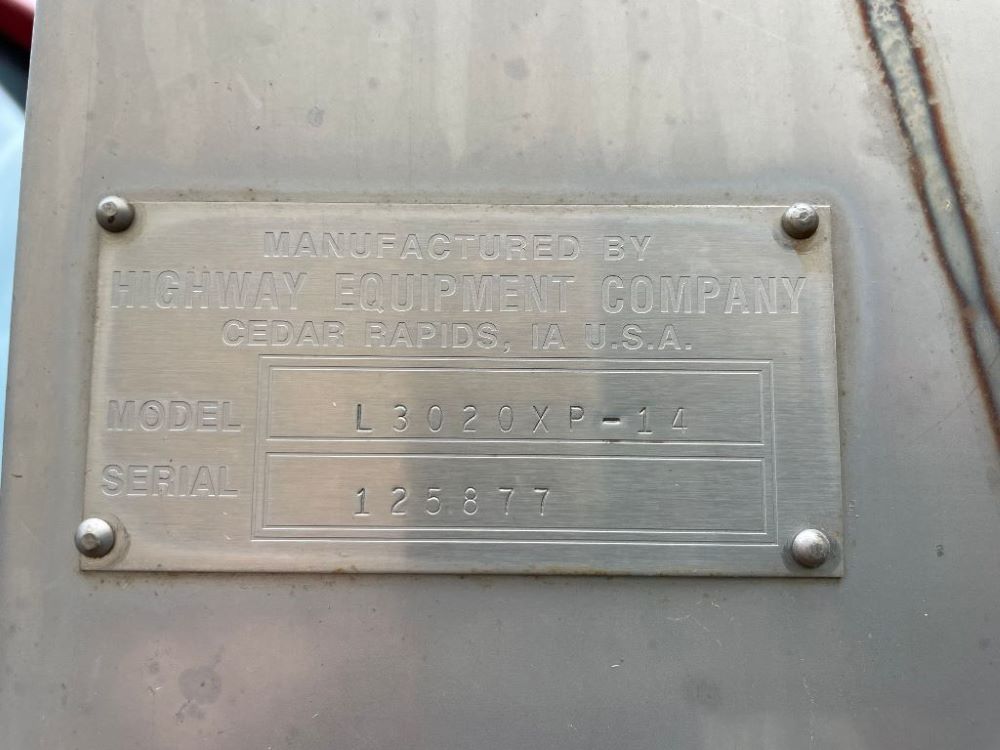 MANUFACTURED BY
HIGHWAY EQUIPMENT COMPANY
CEDAR RAPIDS, IA U.S.A.
MODEL L3020XP-14
SERIAL 125877